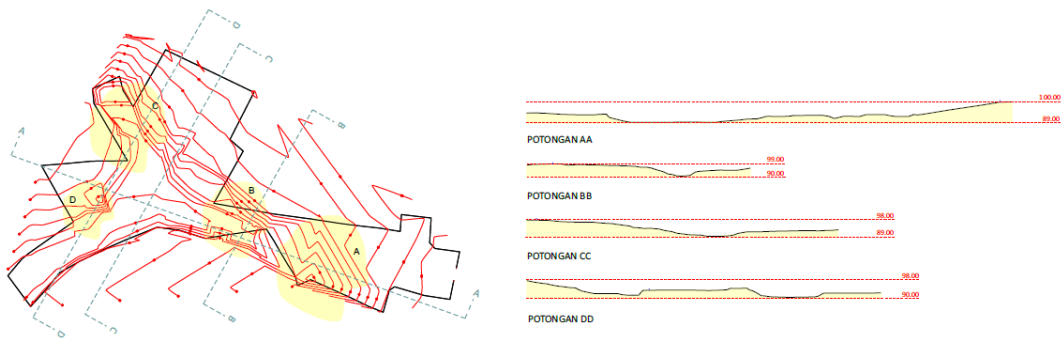 D
C
B
A
C
B
D
A
A
B
C
D
100.00
89.00
POTONGAN AA
99.00
90.00
POTONGAN BB
98.00
89.00
POTONGAN CC
98.00
90.00
POTONGAN DD